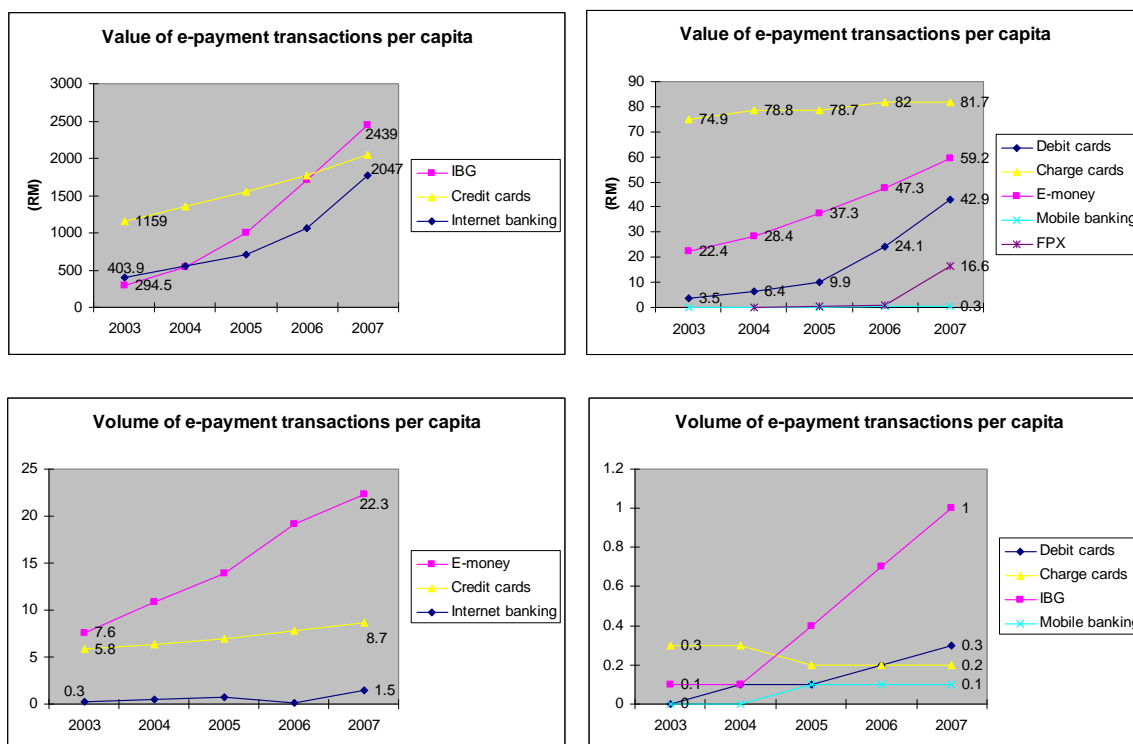 Value of e-payment transactions per capita
3000
2500
2000
1500
1000
500
0
(RM)
2439
2047
1159
403.9
294.5
2003 2004 2005 2006 2007
IBG
Credit cards
Internet banking
Value of e-payment transactions per capita
90
80
70
60
50
40
30
20
10
0
(RM)
74.9 78.8 78.7 82 81.7
59.2
47.3
42.9
37.3
28.4
22.4
24.1
16.6
9.9
6.4
3.5
0.3
2003 2004 2005 2006 2007
Debit cards
Charge cards
E-money
Mobile banking
FPX
Volume of e-payment transactions per capita
25
20
15
10
5
0
22.3
7.6
5.8
8.7
0.3
1.5
2003 2004 2005 2006 2007
E-money
Credit cards
Internet banking
Volume of e-payment transactions per capita
1.2
1
0.8
0.6
0.4
0.2
0
1
0.3
0.3
0.2
0.1
0.1
0
2003 2004 2005 2006 2007
Debit cards
Charge cards
IBG
Mobile banking